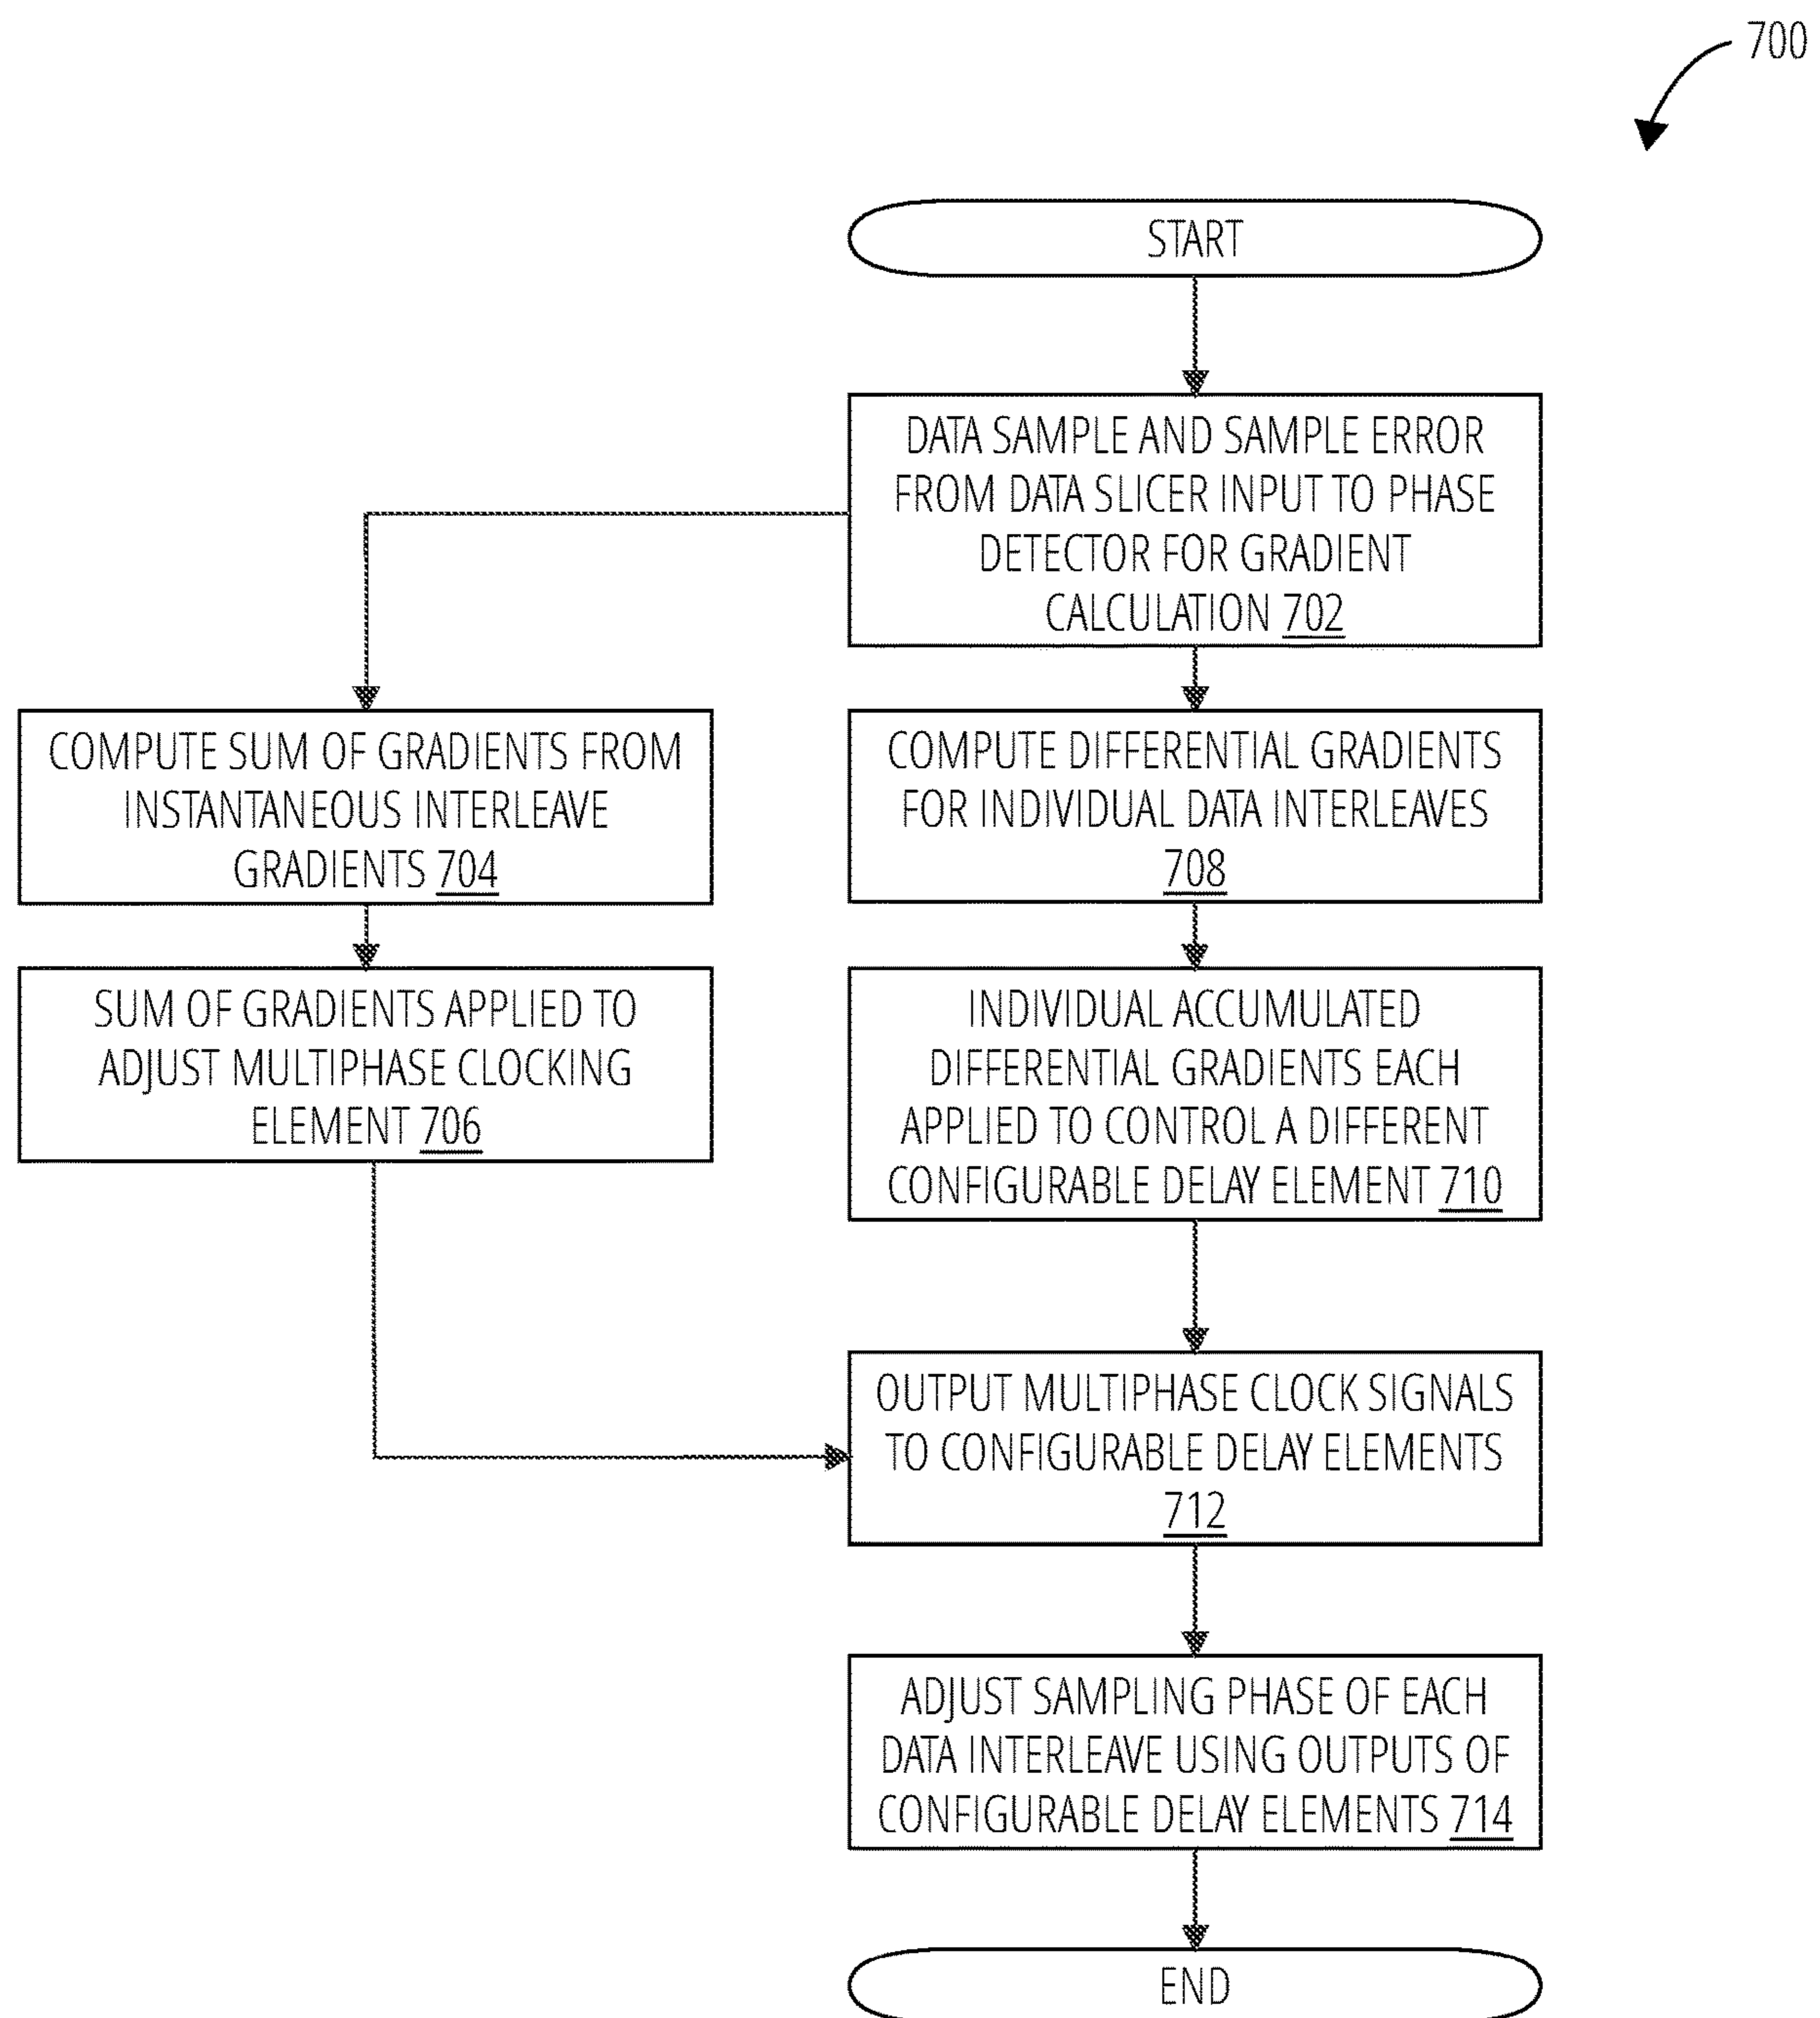 700
START
DATA SAMPLE AND SAMPLE ERROR
FROM DATA SLICER INPUT TO PHASE
DETECTOR FOR GRADIENT
CALCULATION 702
COMPUTE SUM OF GRADIENTS FROM
INSTANTANEOUS INTERLEAVE
GRADIENTS 704
COMPUTE DIFFERENTIAL GRADIENTS
FOR INDIVIDUAL DATA INTERLEAVES
708
SUM OF GRADIENTS APPLIED TO
ADJUST MULTIPHASE CLOCKING
ELEMENT 706
INDIVIDUAL ACCUMULATED
DIFFERENTIAL GRADIENTS EACH
APPLIED TO CONTROL A DIFFERENT
CONFIGURABLE DELAY ELEMENT 710
OUTPUT MULTIPHASE CLOCK SIGNALS
TO CONFIGURABLE DELAY ELEMENTS
712
ADJUST SAMPLING PHASE OF EACH
DATA INTERLEAVE USING OUTPUTS OF
CONFIGURABLE DELAY ELEMENTS 714
END